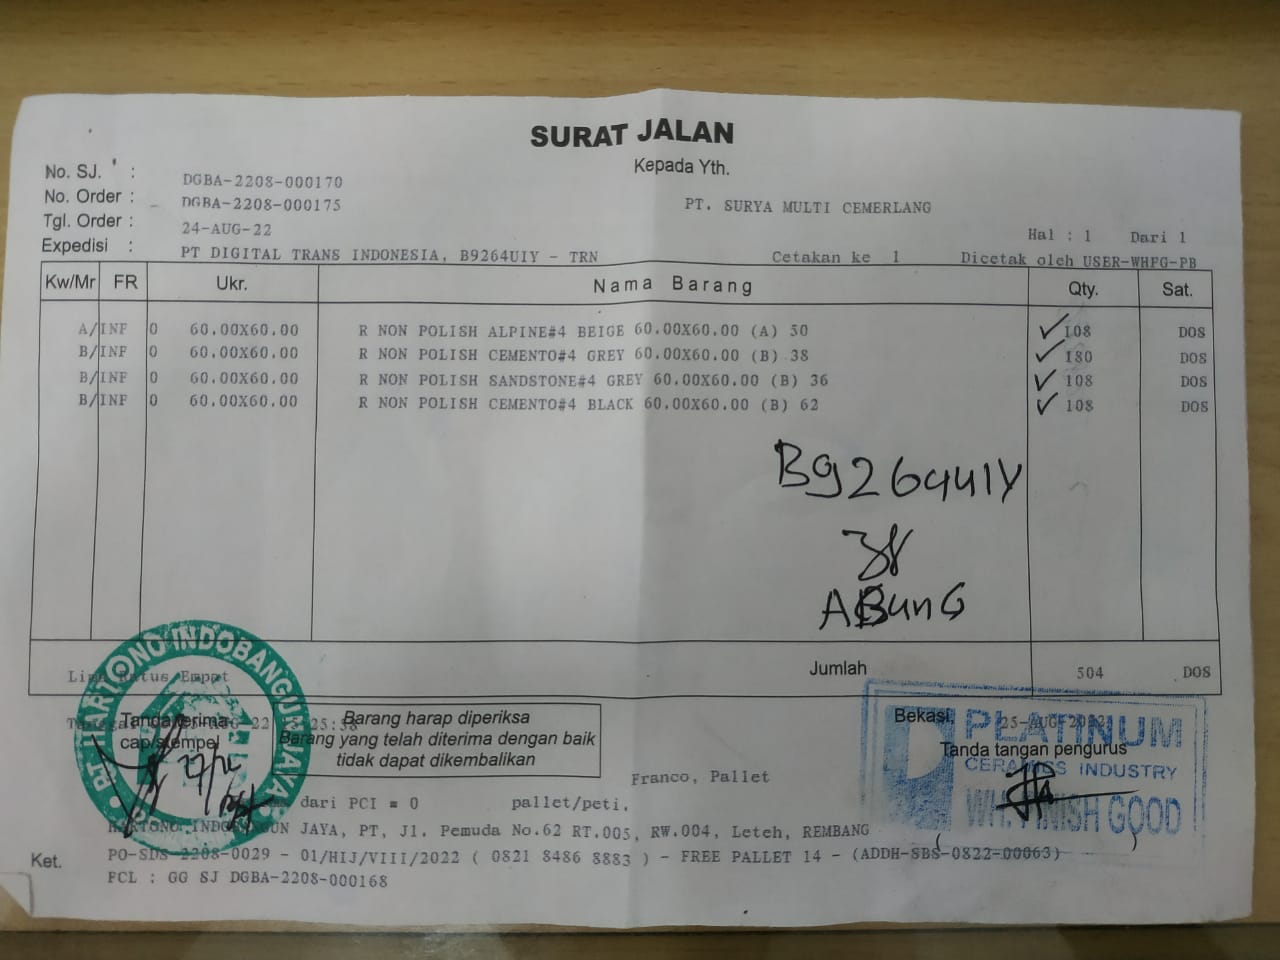 SURAT JALAN
Kepada Yth.
No. SJ. : DGBA-2208-000170
No. Order : DGBA-2208-000175
PT. SURYA MULTI CEMERLANG
Tgl. Order : 24-AUG-22
Hal : 1 Dari 1
Expedisi : PT DIGITAL TRANS INDONESIA, B9264UIY - TRN Cetakan ke 1 Dicetak oleh USER-WHFG-PB
Kw/Mr FR Ukr. Nama Barang Qty. Sat.
A/INF 0 60.00X60.00 R NON POLISH ALPINE#4 BEIGE 60.00X60.00 (A) 50 108 DOS
B/INF 0 60.00X60.00 R NON POLISH CEMENTO#4 GREY 60.00X60.00 (B) 38 180 DOS
B/INF 0 60.00X60.00 R NON POLISH SANDSTONE#4 GREY 60.00X60.00 (B) 36 108 DOS
B/INF 0 60.00X60.00 R NON POLISH CEMENTO#4 BLACK 60.00X60.00 (B) 62 108 DOS
B9264UIY
38
ABunG
Jumlah 504 DOS
Lima Ratus Empat
PT HARTONO INDOBANGUN JAYA
Tanda terima
cap/stempel
Barang harap diperiksa
Barang yang telah diterima dengan baik
tidak dapat dikembalikan
Bekasi, 25-AUG-2022
PLATINUM
Tanda tangan pengurus
CERAMICS INDUSTRY
WH. FINISH GOOD
Franco, Pallet
dari PCI = 0 pallet/peti.
HARTONO INDOBANGUN JAYA, PT, Jl. Pemuda No.62 RT.005, RW.004, Leteh, REMBANG
Ket. PO-SDS-2208-0029 - 01/HIJ/VIII/2022 ( 0821 8486 8883 ) - FREE PALLET 14 - (ADDH-SBS-0822-00063)
FCL : GG SJ DGBA-2208-000168